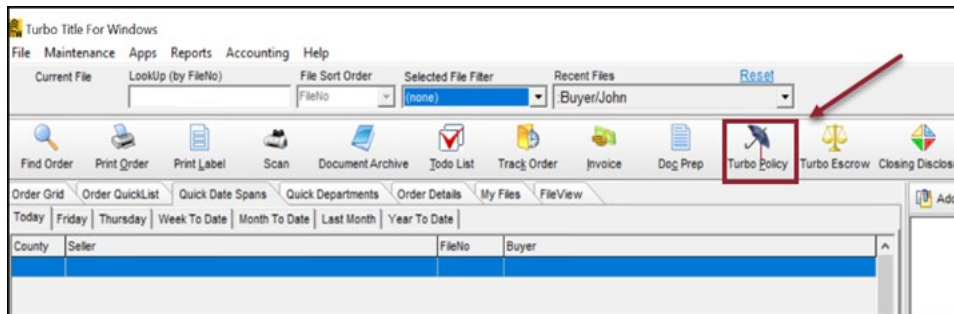 Turbo Title For Windows
File Maintenance Apps Reports Accounting Help
Current File LookUp (by FileNo) File Sort Order Selected File Filter Recent Files Reset
FileNo (none) :Buyer/John
Find Order Print Order Print Label Scan Document Archive Todo List Track Order Invoice Doc Prep Turbo Policy Turbo Escrow Closing Disclos
Order Grid Order QuickList Quick Date Spans Quick Departments Order Details My Files FileView Add
Today Friday Thursday Week To Date Month To Date Last Month Year To Date
County Seller FileNo Buyer